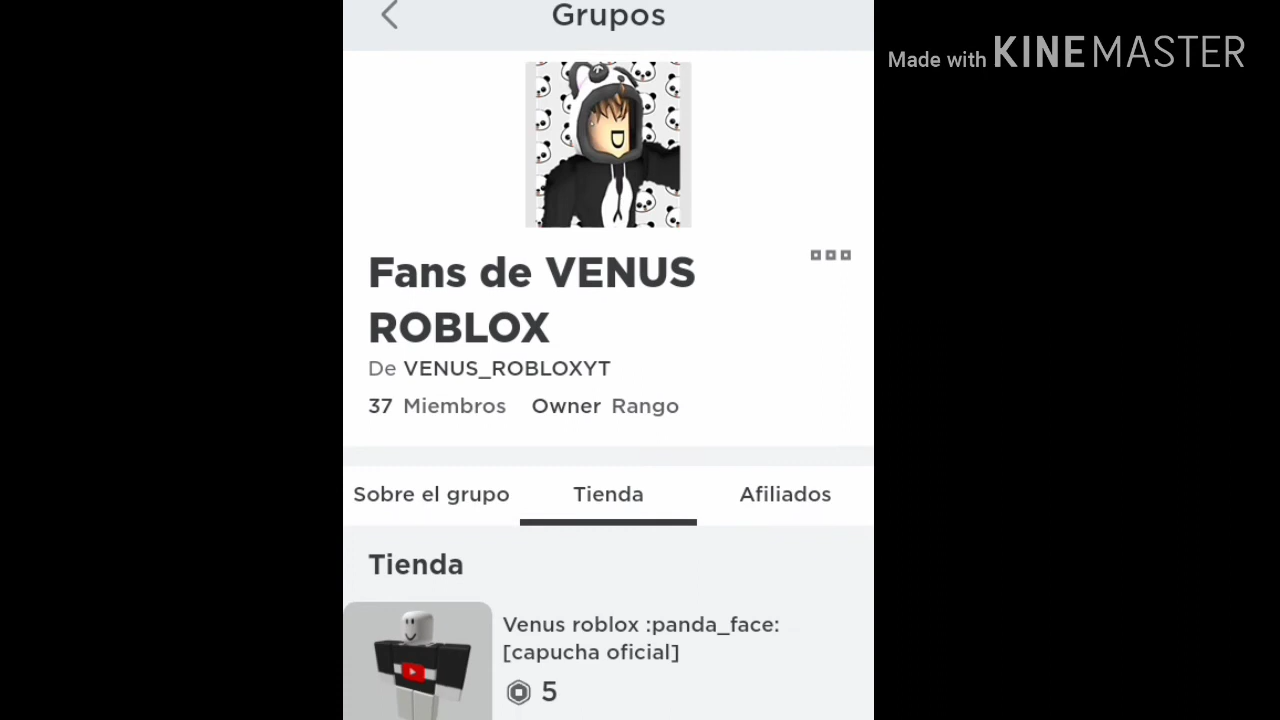 Grupos
Made with KINEMASTER
Fans de VENUS
ROBLOX
De VENUS_ROBLOXYT
37 Miembros Owner Rango
Sobre el grupo Tienda Afiliados
Tienda
Venus roblox :panda_face:
[capucha oficial]
5